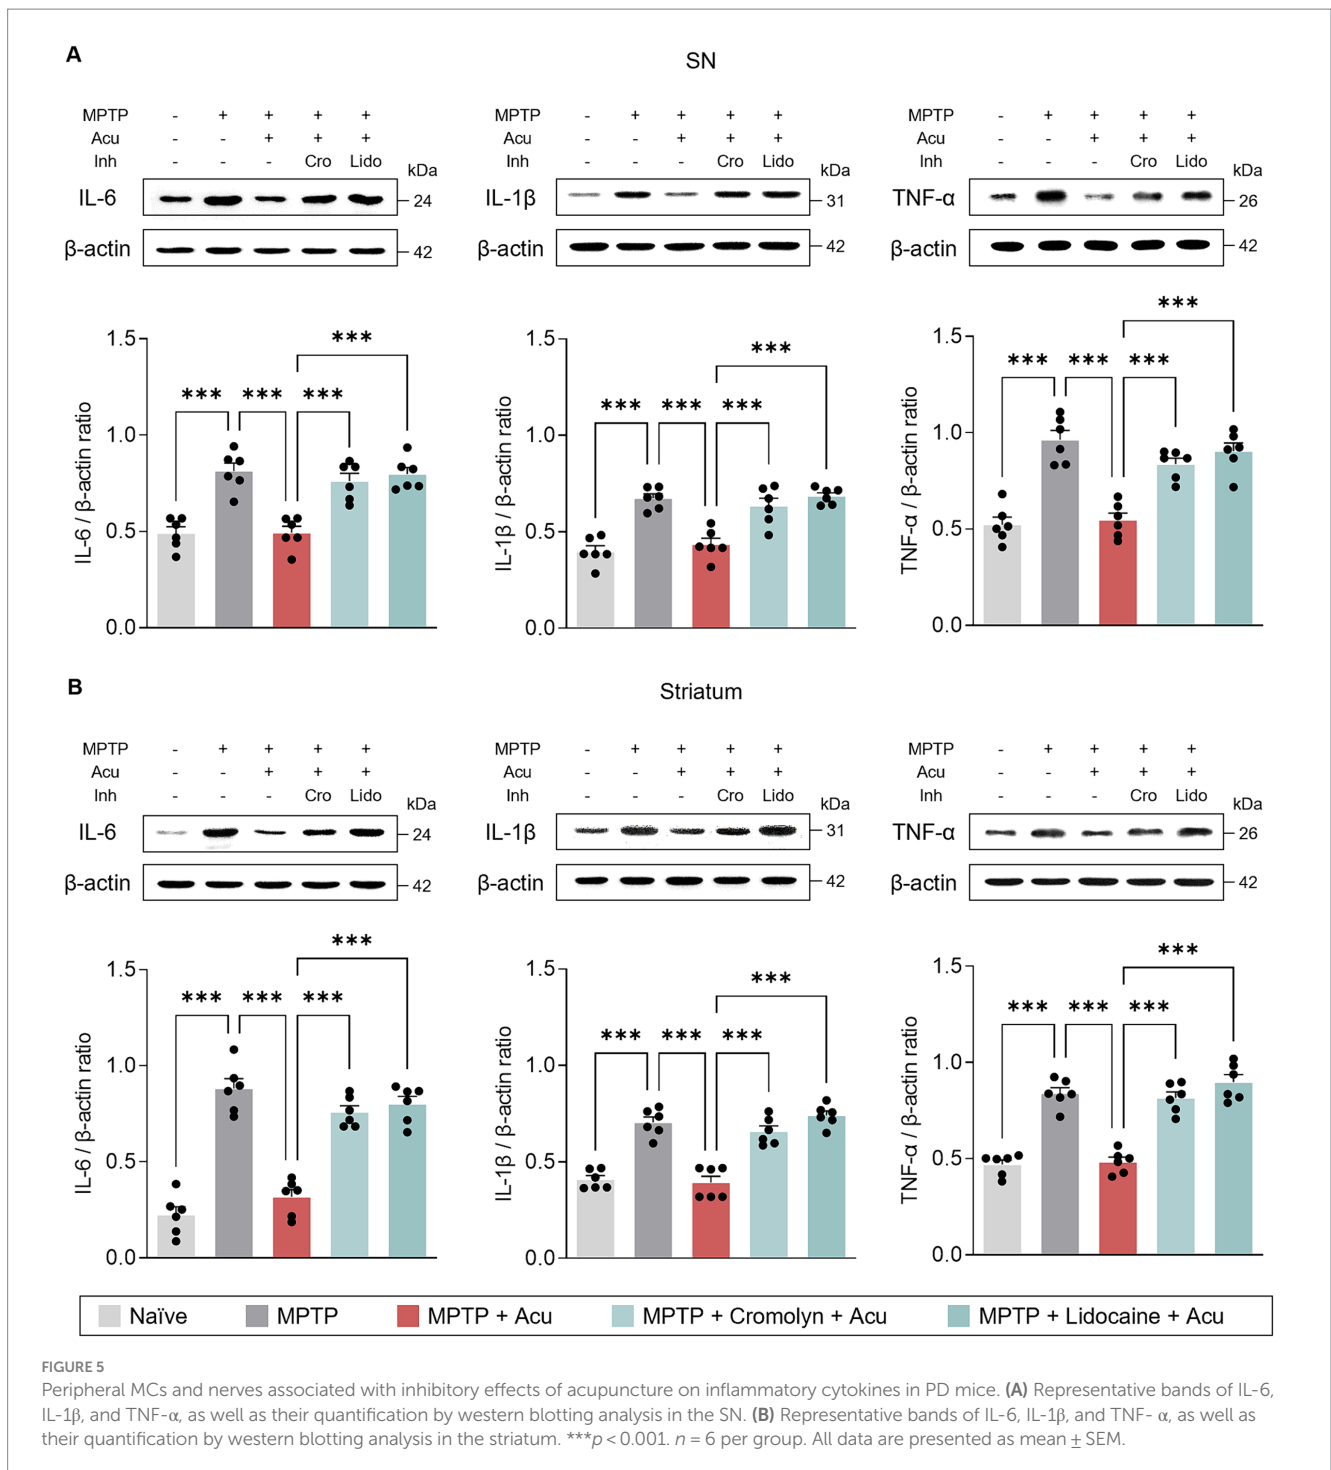 A
SN
MPTP - + + + +
Acu - - + + +
Inh - - - Cro Lido
kDa
IL-6 24
β-actin 42
MPTP - + + + +
Acu - - + + +
Inh - - - Cro Lido
kDa
IL-1β 31
β-actin 42
MPTP - + + + +
Acu - - + + +
Inh - - - Cro Lido
kDa
TNF-α 26
β-actin 42
IL-6 / β-actin ratio
1.5
1.0
0.5
0.0
***
*** *** ***
IL-1β / β-actin ratio
1.5
1.0
0.5
0.0
***
*** *** ***
TNF-α / β-actin ratio
1.5
1.0
0.5
0.0
***
*** *** ***
B
Striatum
MPTP - + + + +
Acu - - + + +
Inh - - - Cro Lido
kDa
IL-6 24
β-actin 42
MPTP - + + + +
Acu - - + + +
Inh - - - Cro Lido
kDa
IL-1β 31
β-actin 42
MPTP - + + + +
Acu - - + + +
Inh - - - Cro Lido
kDa
TNF-α 26
β-actin 42
IL-6 / β-actin ratio
1.5
1.0
0.5
0.0
***
*** *** ***
IL-1β / β-actin ratio
1.5
1.0
0.5
0.0
***
*** *** ***
TNF-α / β-actin ratio
1.5
1.0
0.5
0.0
***
*** *** ***
Naïve MPTP MPTP + Acu MPTP + Cromolyn + Acu MPTP + Lidocaine + Acu
FIGURE 5
Peripheral MCs and nerves associated with inhibitory effects of acupuncture on inflammatory cytokines in PD mice. (A) Representative bands of IL-6,
IL-1β, and TNF-α, as well as their quantification by western blotting analysis in the SN. (B) Representative bands of IL-6, IL-1β, and TNF- α, as well as
their quantification by western blotting analysis in the striatum. ***p < 0.001. n = 6 per group. All data are presented as mean ± SEM.